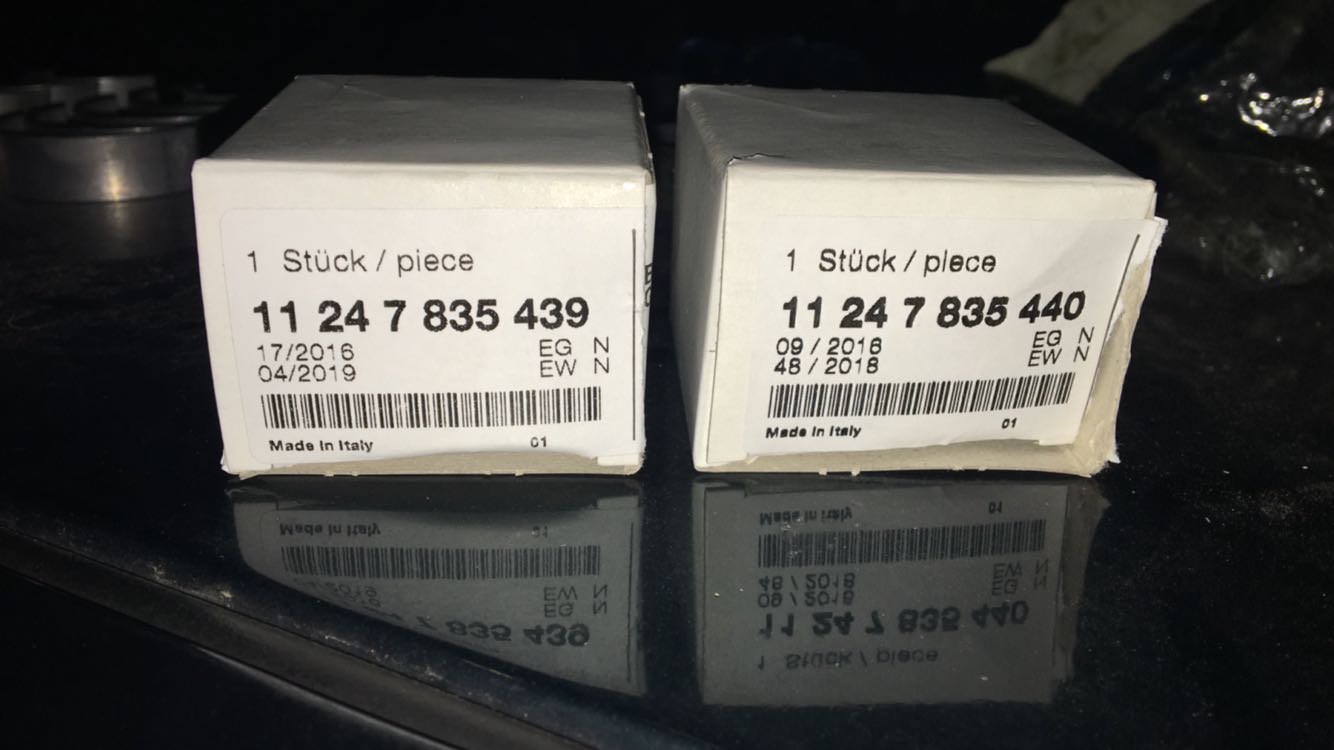 1 Stück / piece
11 24 7 835 439
17/2016 EG N
04/2019 EW N
Made in Italy 01
1 Stück / piece
11 24 7 835 440
09 / 2016 EG N
48 / 2018 EW N
Made in Italy 01